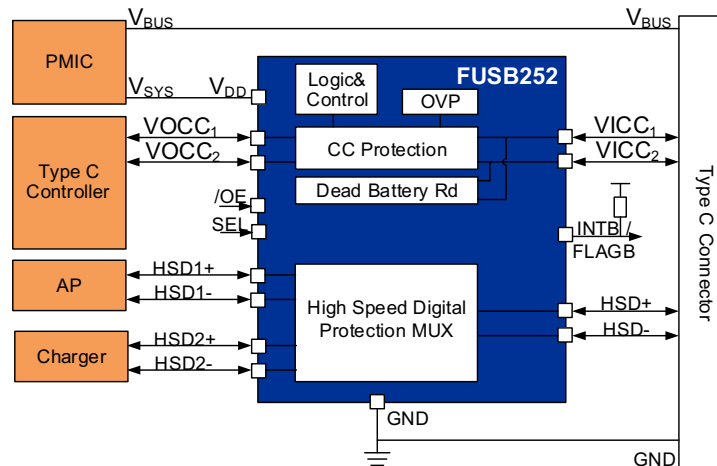 VBUS
VBUS
PMIC
FUSB252
Logic&
Control
OVP
VSYS
VDD
VOCC1
VICC1
CC Protection
VOCC2
VICC2
Type C
Controller
Dead Battery Rd
/OE
SEL
INTB /
FLAGB
Type C Connector
HSD1+
AP
HSD1-
High Speed Digital
Protection MUX
HSD+
HSD-
HSD2+
Charger
HSD2-
GND
GND